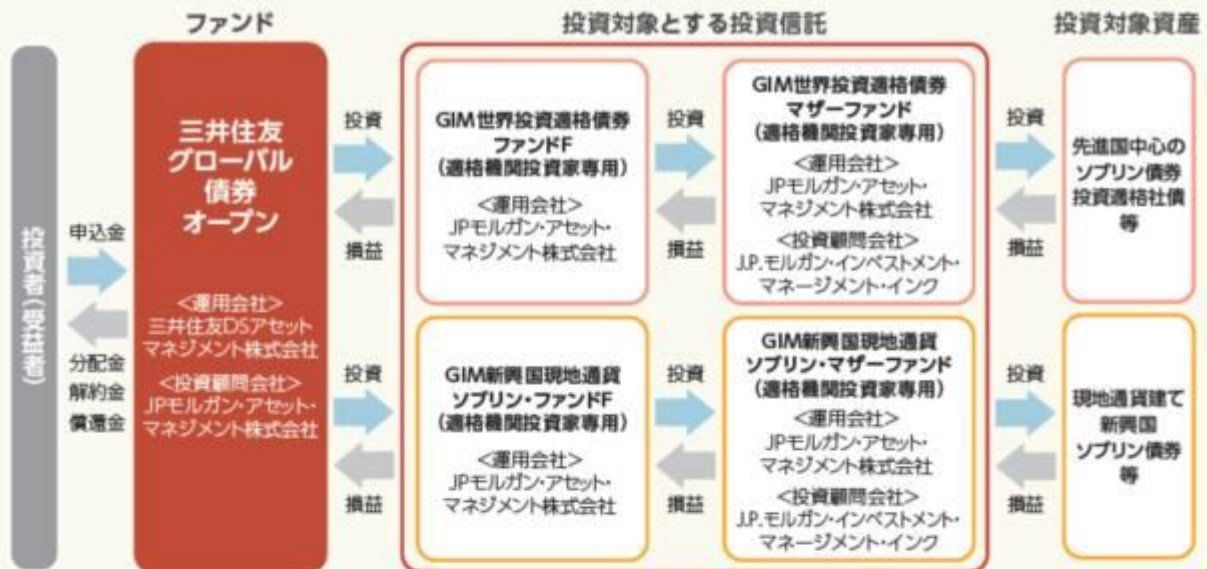 ファンド
投資対象とする投資信託
投資対象資産
投資者(受益者)
申込金
分配金
解約金
償還金
三井住友
グローバル
債券
オープン
<運用会社>
三井住友DSアセット
マネジメント株式会社
<投資顧問会社>
JPモルガン・アセット・
マネジメント株式会社
投資
損益
GIM世界投資適格債券
ファンドF
(適格機関投資家専用)
<運用会社>
JPモルガン・アセット・
マネジメント株式会社
投資
損益
GIM世界投資適格債券
マザーファンド
(適格機関投資家専用)
<運用会社>
JPモルガン・アセット・
マネジメント株式会社
<投資顧問会社>
J.P.モルガン・インベストメント・
マネージメント・インク
投資
損益
先進国中心の
ソブリン債券
投資適格社債
等
投資
損益
GIM新興国現地通貨
ソブリン・ファンドF
(適格機関投資家専用)
<運用会社>
JPモルガン・アセット・
マネジメント株式会社
投資
損益
GIM新興国現地通貨
ソブリン・マザーファンド
(適格機関投資家専用)
<運用会社>
JPモルガン・アセット・
マネジメント株式会社
<投資顧問会社>
J.P.モルガン・インベストメント・
マネージメント・インク
投資
損益
現地通貨建て
新興国
ソブリン債券
等